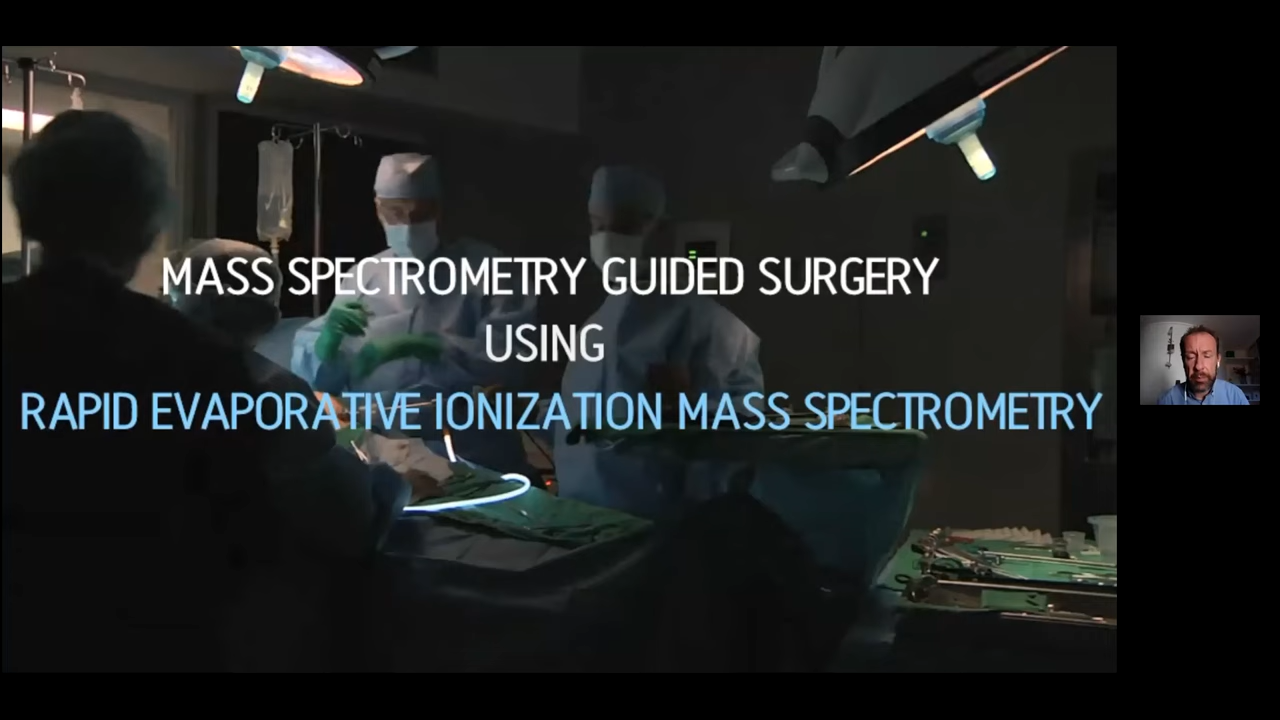 MASS SPECTROMETRY GUIDED SURGERY
USING
RAPID EVAPORATIVE IONIZATION MASS SPECTROMETRY